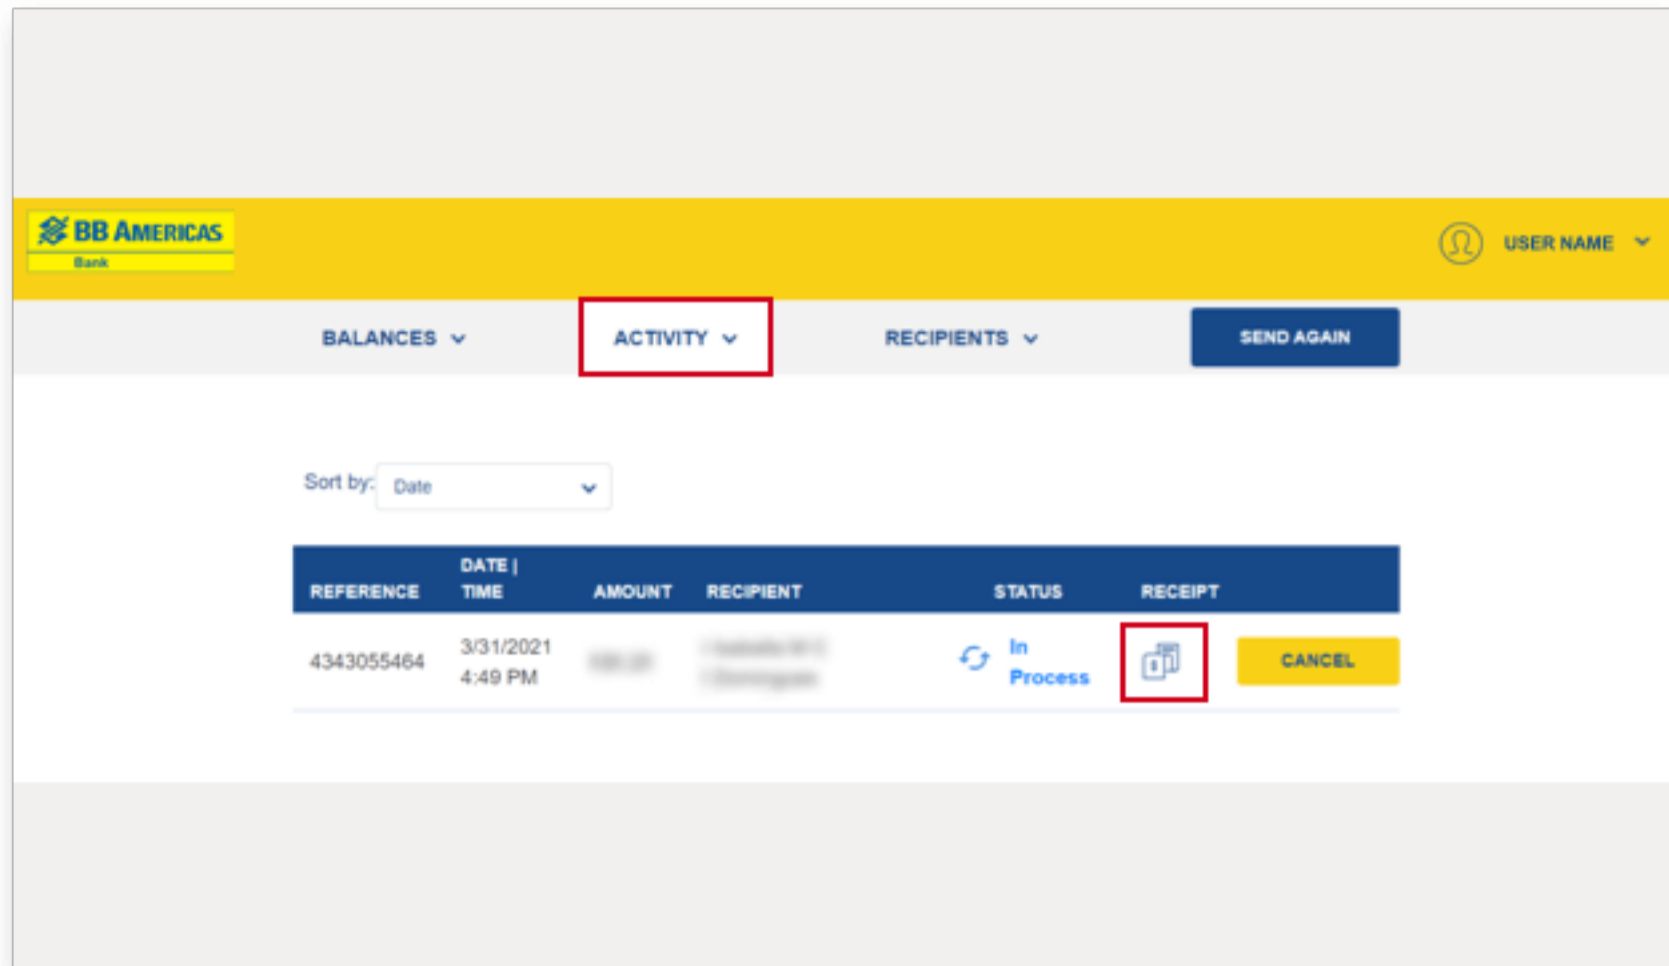 BB AMERICAS
Bank
USER NAME
BALANCES
ACTIVITY
RECIPIENTS
SEND AGAIN
Sort by:
Date
REFERENCE
DATE |
TIME
AMOUNT
RECIPIENT
STATUS
RECEIPT
4343055464
3/31/2021
4:49 PM
In
Process
$
CANCEL